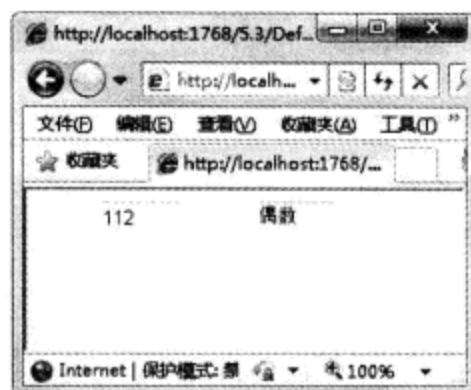 http://localhost:1768/5.3/Def...
http://localh...
文件(F) 编辑(E) 查看(V) 收藏夹(A) 工具(T) »
收藏夹 http://localhost:1768/...
112 偶数
Internet | 保护模式: 禁 100%